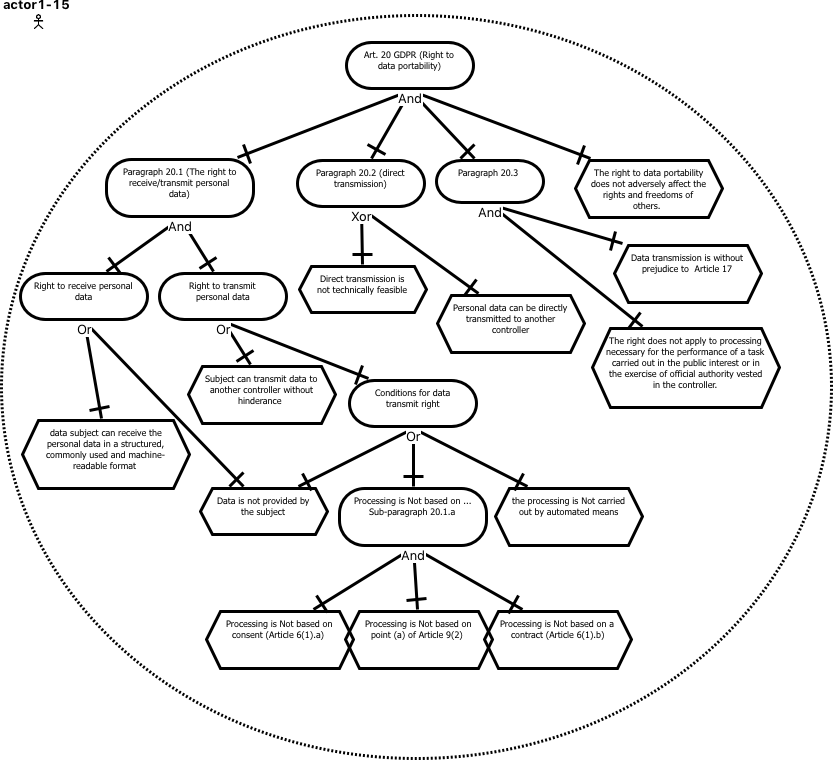 actor1-15
Art. 20 GDPR (Right to
data portability)
And
Paragraph 20.1 (The right to
receive/transmit personal
data)
Paragraph 20.2 (direct
transmission)
Paragraph 20.3
The right to data portability
does not adversely affect the
rights and freedoms of
others.
And
Xor
And
Right to receive personal
data
Right to transmit
personal data
Direct transmission is
not technically feasible
Data transmission is without
prejudice to Article 17
Personal data can be directly
transmitted to another
controller
Or
Or
The right does not apply to processing
necessary for the performance of a task
carried out in the public interest or in
the exercise of official authority vested
in the controller.
Subject can transmit data to
another controller without
hinderance
Conditions for data
transmit right
Or
data subject can receive the
personal data in a structured,
commonly used and machine-
readable format
Data is not provided by
the subject
Processing is Not based on ...
Sub-paragraph 20.1.a
the processing is Not carried
out by automated means
And
Processing is Not based on
consent (Article 6(1).a)
Processing is Not based on
point (a) of Article 9(2)
Processing is Not based on a
contract (Article 6(1).b)